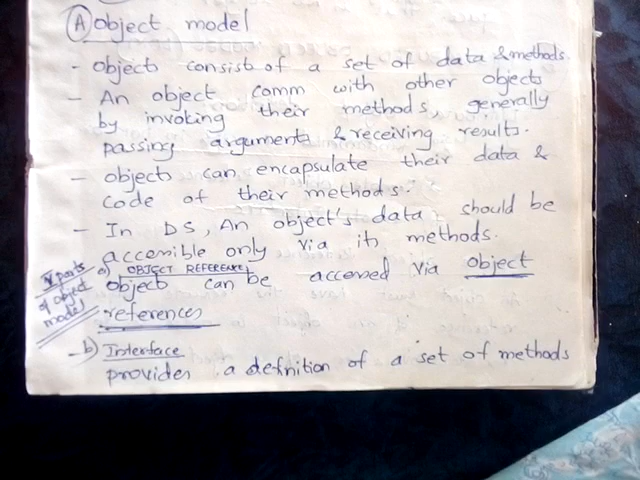 (A) Object model
- Object consist of a set of data & methods.
- An object comm with other objects
by invoking their methods, generally
passing arguments & receiving results.
- objects can encapsulate their data &
code of their methods.
- In DS, An object's data should be
accessible only via its methods.
a) OBJECT REFERENCE
object can be accessed via object
references
parts
of object
model
- b) Interface
provides a definition of a set of methods